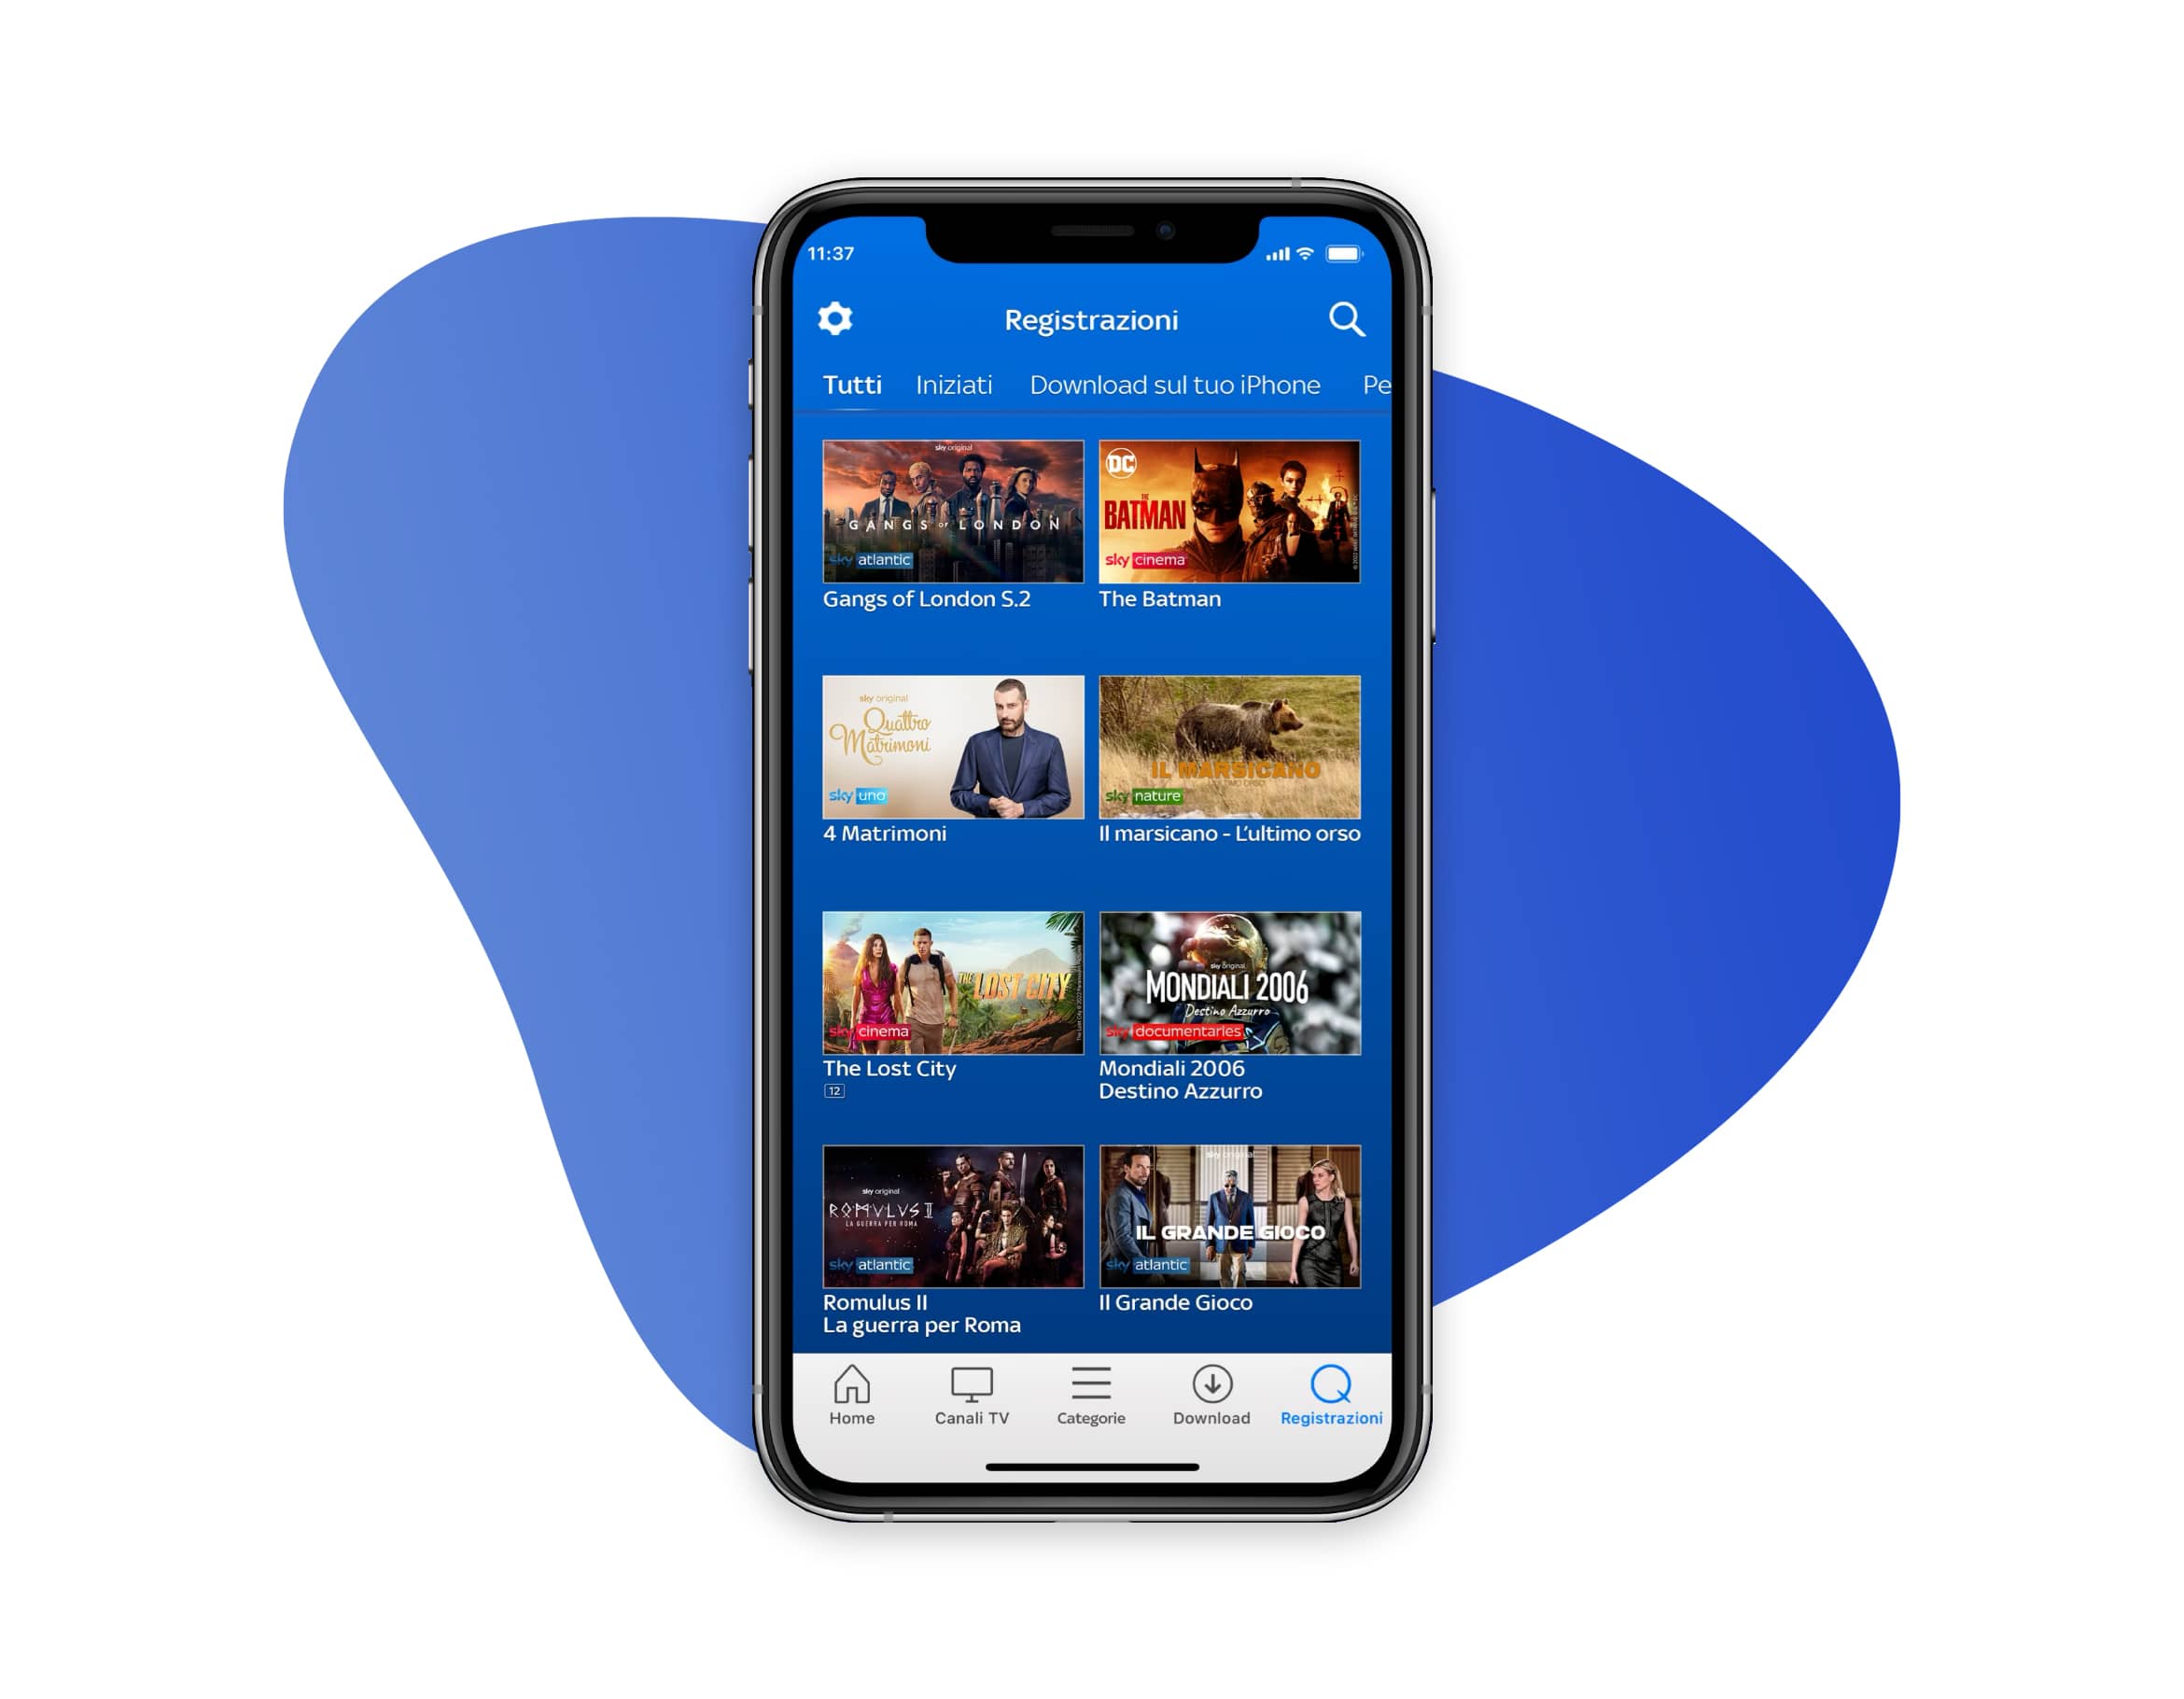 11:37
Registrazioni
Tutti Iniziati Download sul tuo iPhone Pe
sky original
GANGS OF LONDON
sky atlantic
Gangs of London S.2
DC
THE
BATMAN
sky cinema
The Batman
sky original
Quattro
Matrimoni
sky uno
4 Matrimoni
IL MARSICANO
L'ULTIMO ORSO
sky nature
Il marsicano - L'ultimo orso
THE LOST CITY
sky cinema
The Lost City
12
sky original
MONDIALI 2006
Destino Azzurro
sky documentaries
Mondiali 2006
Destino Azzurro
sky original
ROMVLVS II
LA GUERRA PER ROMA
sky atlantic
Romulus II
La guerra per Roma
sky original
IL GRANDE GIOCO
sky atlantic
Il Grande Gioco
Home Canali TV Categorie Download Registrazioni